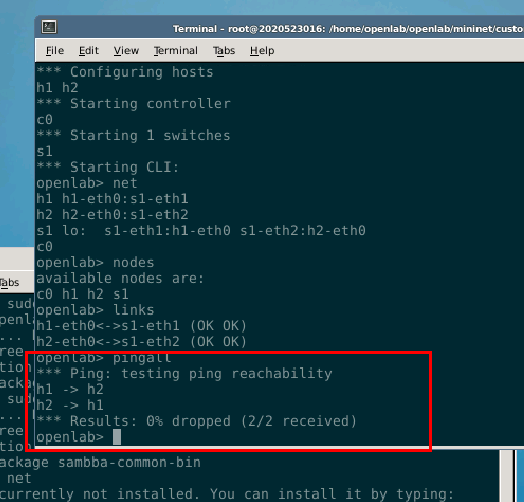 Terminal - root@2020523016: /home/openlab/openlab/mininet/custo
File Edit View Terminal Tabs Help
*** Configuring hosts
h1 h2
*** Starting controller
c0
*** Starting 1 switches
s1
*** Starting CLI:
openlab> net
h1 h1-eth0:s1-eth1
h2 h2-eth0:s1-eth2
s1 lo:  s1-eth1:h1-eth0 s1-eth2:h2-eth0
c0
openlab> nodes
available nodes are:
c0 h1 h2 s1
openlab> links
h1-eth0<->s1-eth1 (OK OK)
h2-eth0<->s1-eth2 (OK OK)
openlab> pingall
*** Ping: testing ping reachability
h1 -> h2
h2 -> h1
*** Results: 0% dropped (2/2 received)
openlab>
Tabs
sudo
penl
...
ree
tion
acka
sud
penl
...
ree
tion
ackage sambba-common-bin
net
currently not installed. You can install it by typing: